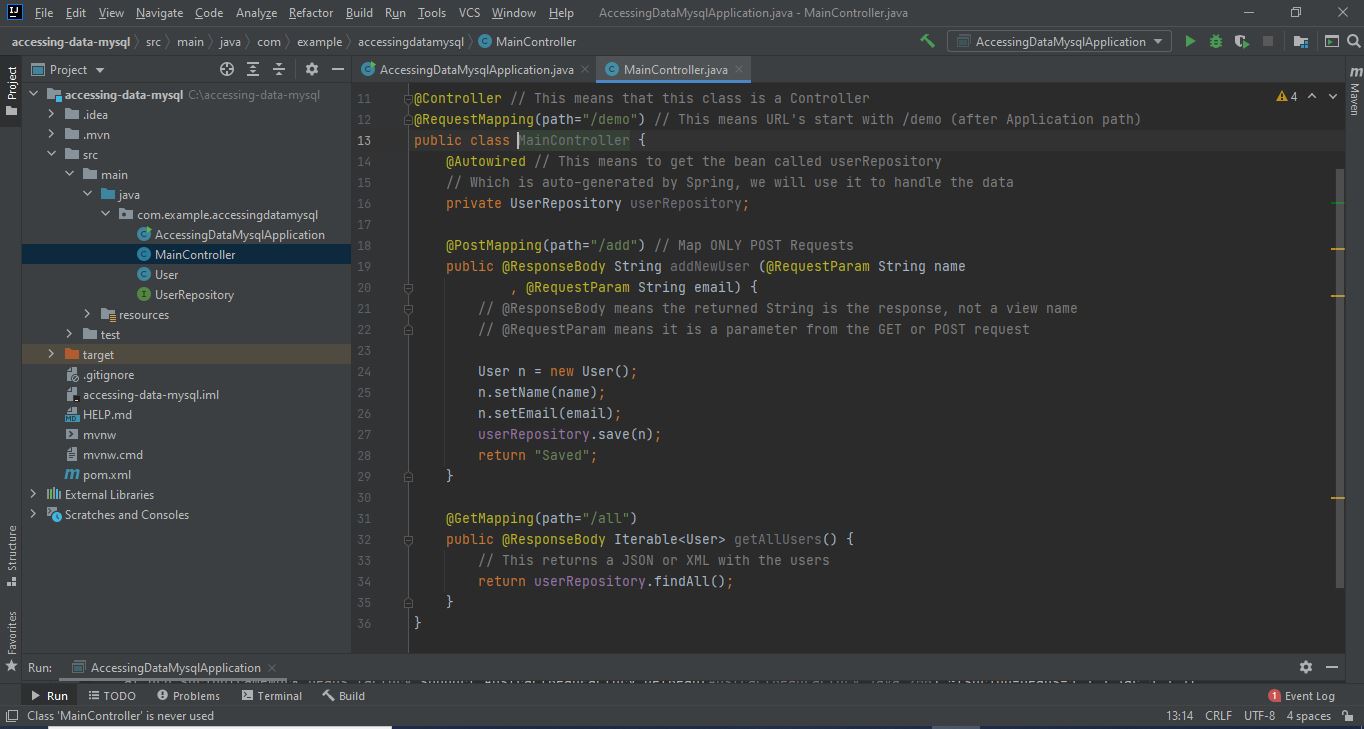 IJ File Edit View Navigate Code Analyze Refactor Build Run Tools VCS Window Help AccessingDataMysqlApplication.java - MainController.java
accessing-data-mysql src main java com example accessingdatamysql C MainController AccessingDataMysqlApplication
Project AccessingDataMysqlApplication.java MainController.java
accessing-data-mysql C:\accessing-data-mysql
.idea
.mvn
src
main
java
com.example.accessingdatamysql
AccessingDataMysqlApplication
MainController
User
UserRepository
resources
test
target
.gitignore
accessing-data-mysql.iml
HELP.md
mvnw
mvnw.cmd
pom.xml
External Libraries
Scratches and Consoles
Project
Structure
Favorites
4
11 @Controller // This means that this class is a Controller
12 @RequestMapping(path="/demo") // This means URL's start with /demo (after Application path)
13 public class MainController {
14 @Autowired // This means to get the bean called userRepository
15 // Which is auto-generated by Spring, we will use it to handle the data
16 private UserRepository userRepository;
17
18 @PostMapping(path="/add") // Map ONLY POST Requests
19 public @ResponseBody String addNewUser (@RequestParam String name
20 , @RequestParam String email) {
21 // @ResponseBody means the returned String is the response, not a view name
22 // @RequestParam means it is a parameter from the GET or POST request
23
24 User n = new User();
25 n.setName(name);
26 n.setEmail(email);
27 userRepository.save(n);
28 return "Saved";
29 }
30
31 @GetMapping(path="/all")
32 public @ResponseBody Iterable<User> getAllUsers() {
33 // This returns a JSON or XML with the users
34 return userRepository.findAll();
35 }
36 }
m Maven
Run: AccessingDataMysqlApplication
Run TODO Problems Terminal Build 1 Event Log
Class 'MainController' is never used 13:14 CRLF UTF-8 4 spaces